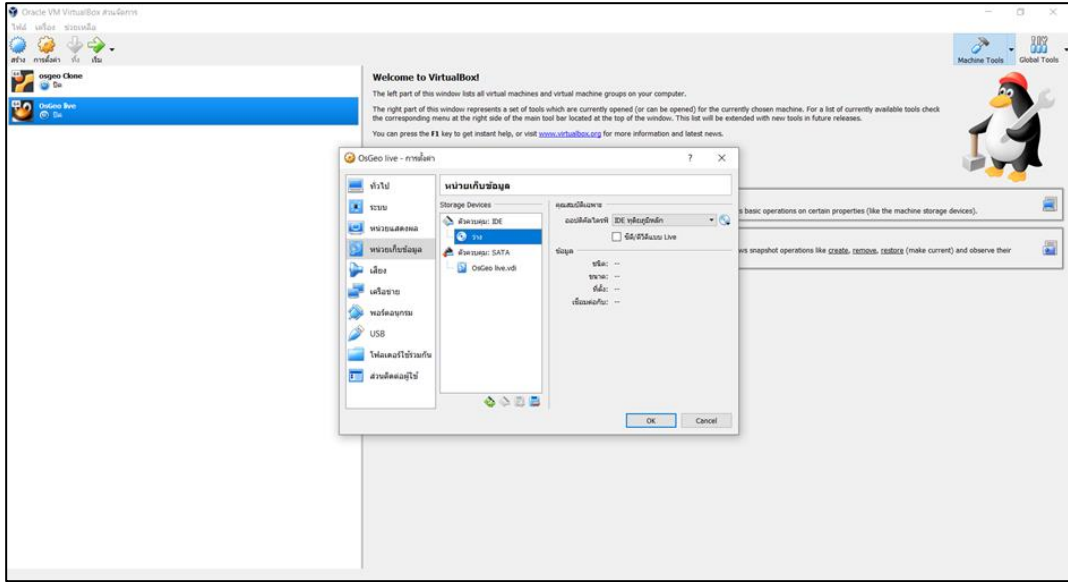 Oracle VM VirtualBox ตัวจัดการ
ไฟล์ เครื่อง ช่วยเหลือ
สร้าง การตั้งค่า ทิ้ง เริ่ม
Machine Tools Global Tools
osgeo Clone
ปิด
OsGeo live
ปิด
Welcome to VirtualBox!
The left part of this window lists all virtual machines and virtual machine groups on your computer.
The right part of this window represents a set of tools which are currently opened (or can be opened) for the currently chosen machine. For a list of currently available tools check
the corresponding menu at the right side of the main tool bar located at the top of the window. This list will be extended with new tools in future releases.
You can press the F1 key to get instant help, or visit www.virtualbox.org for more information and latest news.
OsGeo live - การตั้งค่า ? X
ทั่วไป
ระบบ
หน่วยแสดงผล
หน่วยเก็บข้อมูล
เสียง
เครือข่าย
พอร์ตอนุกรม
USB
โฟลเดอร์ใช้ร่วมกัน
ส่วนติดต่อผู้ใช้
หน่วยเก็บข้อมูล
Storage Devices
ตัวควบคุม: IDE
ว่าง
ตัวควบคุม: SATA
OsGeo live.vdi
คุณสมบัติเฉพาะ
ออปติคัลไดรฟ์ IDE ทุติยภูมิหลัก
ซีดี/ดีวีดีแบบ Live
ข้อมูล
ชนิด: --
ขนาด: --
ที่ตั้ง: --
เชื่อมต่อกับ: --
OK Cancel
s basic operations on certain properties (like the machine storage devices).
ws snapshot operations like create, remove, restore (make current) and observe their